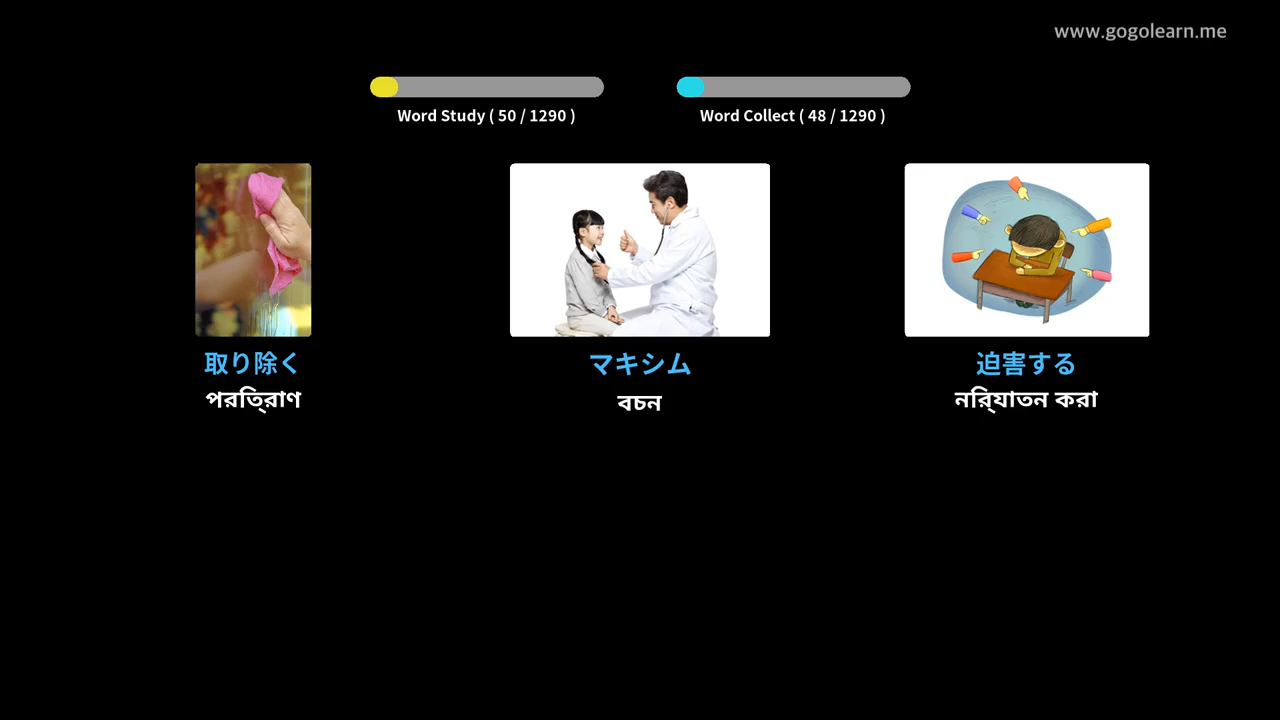 www.gogolearn.me
Word Study ( 50 / 1290 )
Word Collect ( 48 / 1290 )
取り除く
পরিত্রাণ
マキシム
বচন
迫害する
নির্যাতন করা